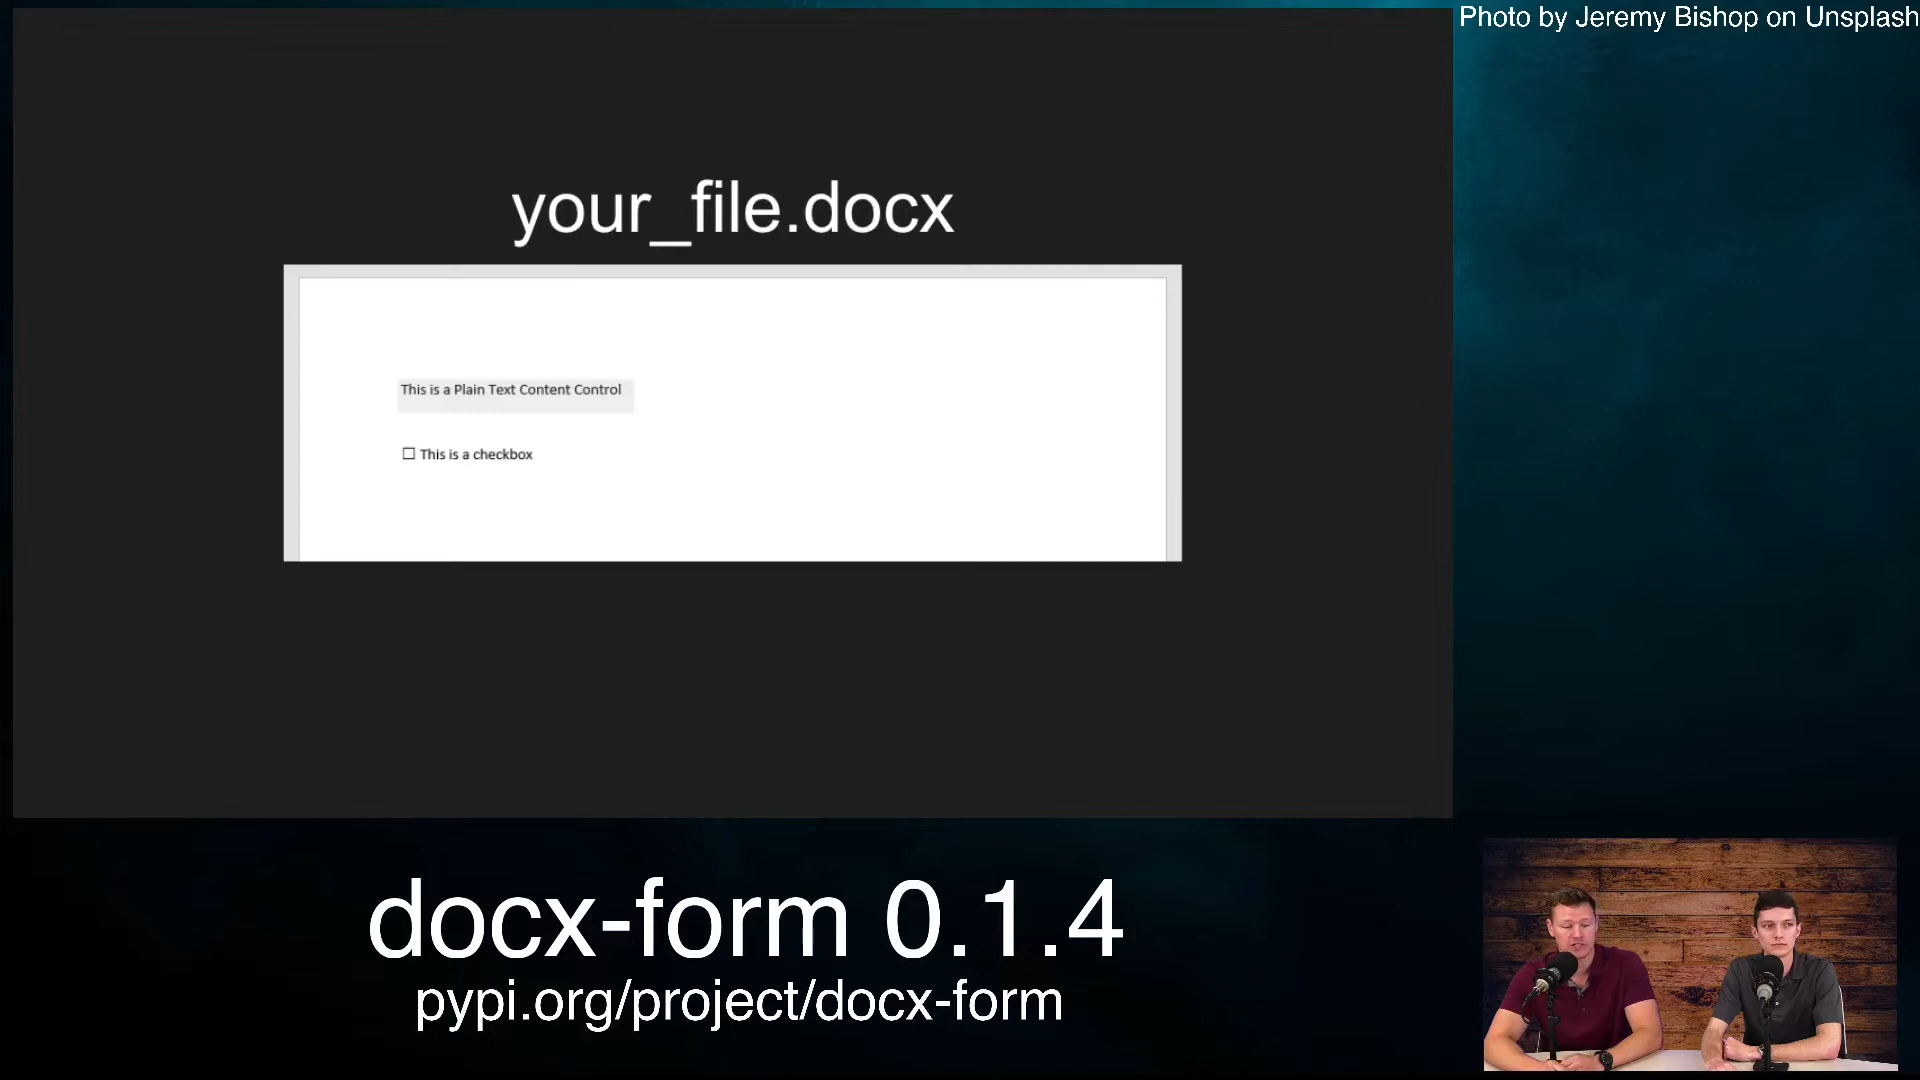 Photo by Jeremy Bishop on Unsplash
your_file.docx
This is a Plain Text Content Control
☐ This is a checkbox
docx-form 0.1.4
pypi.org/project/docx-form